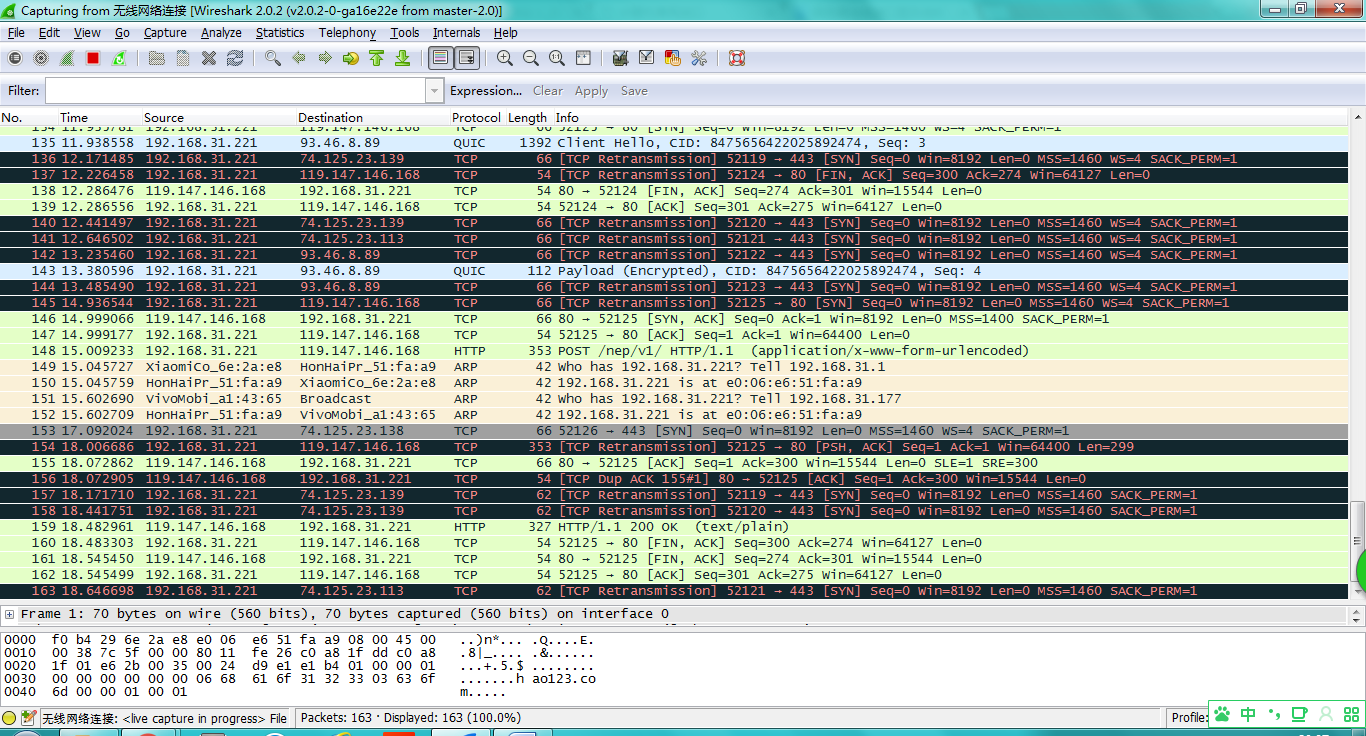 Capturing from 无线网络连接 [Wireshark 2.0.2 (v2.0.2-0-ga16e22e from master-2.0)]
File Edit View Go Capture Analyze Statistics Telephony Tools Internals Help
Filter: Expression... Clear Apply Save
No. Time Source Destination Protocol Length Info
134 11.935781 192.168.31.221 119.147.146.168 TCP 66 52125 → 80 [SYN] Seq=0 Win=8192 Len=0 MSS=1460 WS=4 SACK_PERM=1
135 11.938558 192.168.31.221 93.46.8.89 QUIC 1392 Client Hello, CID: 8475656422025892474, Seq: 3
136 12.171485 192.168.31.221 74.125.23.139 TCP 66 [TCP Retransmission] 52119 → 443 [SYN] Seq=0 Win=8192 Len=0 MSS=1460 WS=4 SACK_PERM=1
137 12.226458 192.168.31.221 119.147.146.168 TCP 54 [TCP Retransmission] 52124 → 80 [FIN, ACK] Seq=300 Ack=274 Win=64127 Len=0
138 12.286476 119.147.146.168 192.168.31.221 TCP 54 80 → 52124 [FIN, ACK] Seq=274 Ack=301 Win=15544 Len=0
139 12.286556 192.168.31.221 119.147.146.168 TCP 54 52124 → 80 [ACK] Seq=301 Ack=275 Win=64127 Len=0
140 12.441497 192.168.31.221 74.125.23.139 TCP 66 [TCP Retransmission] 52120 → 443 [SYN] Seq=0 Win=8192 Len=0 MSS=1460 WS=4 SACK_PERM=1
141 12.646502 192.168.31.221 74.125.23.113 TCP 66 [TCP Retransmission] 52121 → 443 [SYN] Seq=0 Win=8192 Len=0 MSS=1460 WS=4 SACK_PERM=1
142 13.235460 192.168.31.221 93.46.8.89 TCP 66 [TCP Retransmission] 52122 → 443 [SYN] Seq=0 Win=8192 Len=0 MSS=1460 WS=4 SACK_PERM=1
143 13.380596 192.168.31.221 93.46.8.89 QUIC 112 Payload (Encrypted), CID: 8475656422025892474, Seq: 4
144 13.485490 192.168.31.221 93.46.8.89 TCP 66 [TCP Retransmission] 52123 → 443 [SYN] Seq=0 Win=8192 Len=0 MSS=1460 WS=4 SACK_PERM=1
145 14.936544 192.168.31.221 119.147.146.168 TCP 66 [TCP Retransmission] 52125 → 80 [SYN] Seq=0 Win=8192 Len=0 MSS=1460 WS=4 SACK_PERM=1
146 14.999066 119.147.146.168 192.168.31.221 TCP 66 80 → 52125 [SYN, ACK] Seq=0 Ack=1 Win=8192 Len=0 MSS=1400 SACK_PERM=1
147 14.999177 192.168.31.221 119.147.146.168 TCP 54 52125 → 80 [ACK] Seq=1 Ack=1 Win=64400 Len=0
148 15.009233 192.168.31.221 119.147.146.168 HTTP 353 POST /nep/v1/ HTTP/1.1 (application/x-www-form-urlencoded)
149 15.045727 XiaomiCo_6e:2a:e8 HonHaiPr_51:fa:a9 ARP 42 Who has 192.168.31.221? Tell 192.168.31.1
150 15.045759 HonHaiPr_51:fa:a9 XiaomiCo_6e:2a:e8 ARP 42 192.168.31.221 is at e0:06:e6:51:fa:a9
151 15.602690 VivoMobi_a1:43:65 Broadcast ARP 42 Who has 192.168.31.221? Tell 192.168.31.177
152 15.602709 HonHaiPr_51:fa:a9 VivoMobi_a1:43:65 ARP 42 192.168.31.221 is at e0:06:e6:51:fa:a9
153 17.092024 192.168.31.221 74.125.23.138 TCP 66 52126 → 443 [SYN] Seq=0 Win=8192 Len=0 MSS=1460 WS=4 SACK_PERM=1
154 18.006686 192.168.31.221 119.147.146.168 TCP 353 [TCP Retransmission] 52125 → 80 [PSH, ACK] Seq=1 Ack=1 Win=64400 Len=299
155 18.072862 119.147.146.168 192.168.31.221 TCP 66 80 → 52125 [ACK] Seq=1 Ack=300 Win=15544 Len=0 SLE=1 SRE=300
156 18.072905 119.147.146.168 192.168.31.221 TCP 54 [TCP Dup ACK 155#1] 80 → 52125 [ACK] Seq=1 Ack=300 Win=15544 Len=0
157 18.171710 192.168.31.221 74.125.23.139 TCP 62 [TCP Retransmission] 52119 → 443 [SYN] Seq=0 Win=8192 Len=0 MSS=1460 SACK_PERM=1
158 18.441751 192.168.31.221 74.125.23.139 TCP 62 [TCP Retransmission] 52120 → 443 [SYN] Seq=0 Win=8192 Len=0 MSS=1460 SACK_PERM=1
159 18.482961 119.147.146.168 192.168.31.221 HTTP 327 HTTP/1.1 200 OK (text/plain)
160 18.483303 192.168.31.221 119.147.146.168 TCP 54 52125 → 80 [FIN, ACK] Seq=300 Ack=274 Win=64127 Len=0
161 18.545450 119.147.146.168 192.168.31.221 TCP 54 80 → 52125 [FIN, ACK] Seq=274 Ack=301 Win=15544 Len=0
162 18.545499 192.168.31.221 119.147.146.168 TCP 54 52125 → 80 [ACK] Seq=301 Ack=275 Win=64127 Len=0
163 18.646698 192.168.31.221 74.125.23.113 TCP 62 [TCP Retransmission] 52121 → 443 [SYN] Seq=0 Win=8192 Len=0 MSS=1460 SACK_PERM=1
Frame 1: 70 bytes on wire (560 bits), 70 bytes captured (560 bits) on interface 0
0000 f0 b4 29 6e 2a e8 e0 06 e6 51 fa a9 08 00 45 00 ..)n*... .Q....E.
0010 00 38 7c 5f 00 00 80 11 fe 26 c0 a8 1f dd c0 a8 .8|_.... .&......
0020 1f 01 e6 2b 00 35 00 24 d9 e1 e1 b4 01 00 00 01 ...+.5.$ ........
0030 00 00 00 00 00 00 06 68 61 6f 31 32 33 03 63 6f .......h ao123.co
0040 6d 00 00 01 00 01 m.....
无线网络连接: <live capture in progress> File Packets: 163 · Displayed: 163 (100.0%) Profile: 中